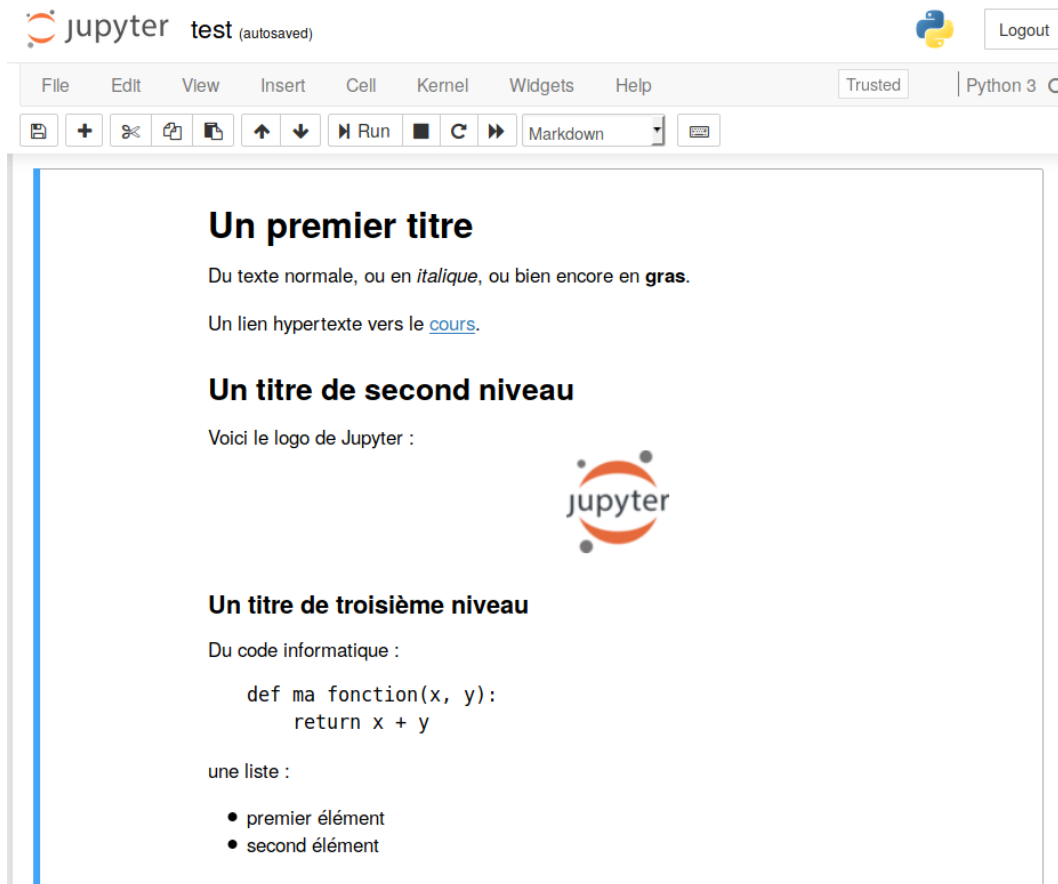 jupyter test (autosaved)
Logout
File Edit View Insert Cell Kernel Widgets Help Trusted Python 3
Run Markdown
Un premier titre
Du texte normale, ou en italique, ou bien encore en gras.
Un lien hypertexte vers le cours.
Un titre de second niveau
Voici le logo de Jupyter :
jupyter
Un titre de troisième niveau
Du code informatique :
def ma fonction(x, y):
    return x + y
une liste :
premier élément
second élément